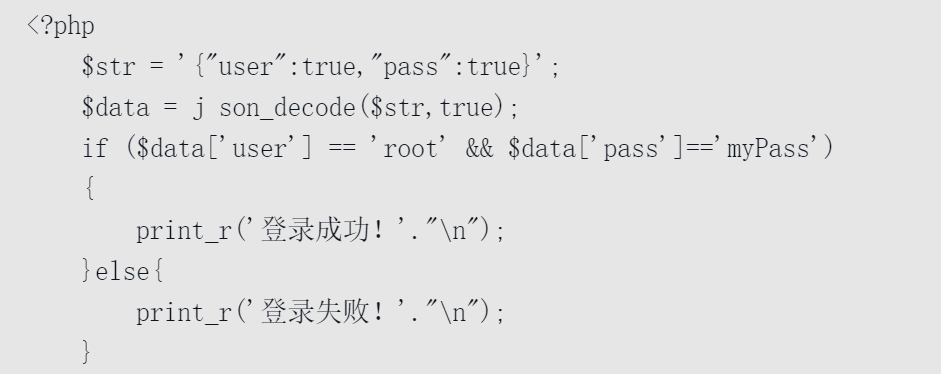 <?php
$str = '{"user":true,"pass":true}';
$data = j son_decode($str,true);
if ($data['user'] == 'root' && $data['pass']=='myPass')
{
print_r('登录成功！'."\n");
}else{
print_r('登录失败！'."\n");
}